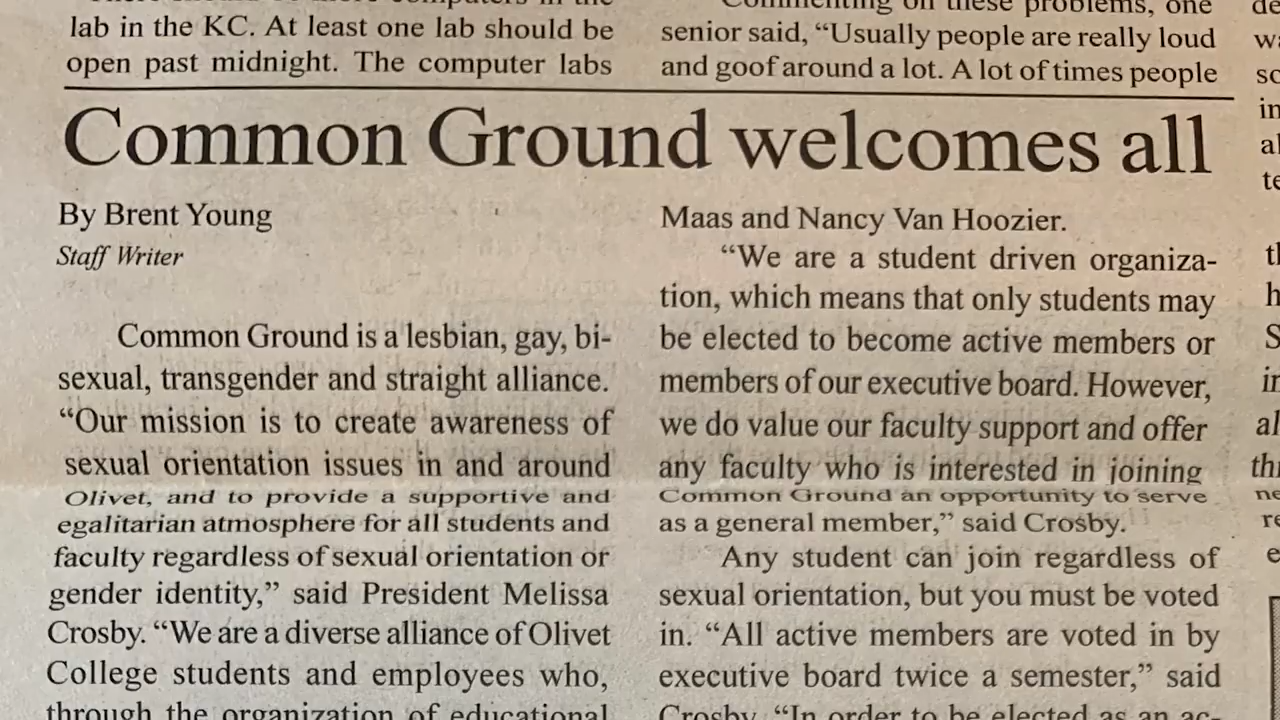 lab in the KC. At least one lab should be
open past midnight. The computer labs
Commenting on these problems, one
senior said, “Usually people are really loud
and goof around a lot. A lot of times people
Common Ground welcomes all
By Brent Young
Staff Writer
Common Ground is a lesbian, gay, bi-
sexual, transgender and straight alliance.
“Our mission is to create awareness of
sexual orientation issues in and around
Olivet, and to provide a supportive and
egalitarian atmosphere for all students and
faculty regardless of sexual orientation or
gender identity,” said President Melissa
Crosby. “We are a diverse alliance of Olivet
College students and employees who,
through the organization of educational
Maas and Nancy Van Hoozier.
“We are a student driven organiza-
tion, which means that only students may
be elected to become active members or
members of our executive board. However,
we do value our faculty support and offer
any faculty who is interested in joining
Common Ground an opportunity to serve
as a general member,” said Crosby.
Any student can join regardless of
sexual orientation, but you must be voted
in. “All active members are voted in by
executive board twice a semester,” said
Crosby. “In order to be elected as an ac-